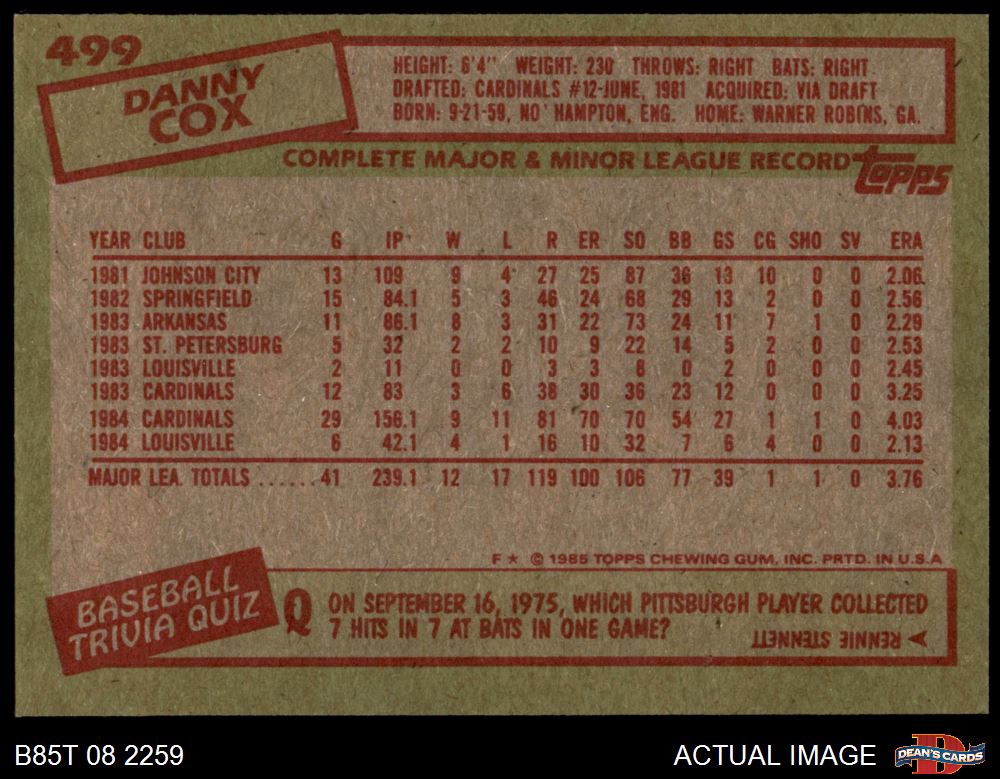 499
DANNY
COX
HEIGHT: 6'4" WEIGHT: 230 THROWS: RIGHT BATS: RIGHT
DRAFTED: CARDINALS #12-JUNE, 1981 ACQUIRED: VIA DRAFT
BORN: 9-21-59, NO' HAMPTON, ENG. HOME: WARNER ROBINS, GA.
COMPLETE MAJOR & MINOR LEAGUE RECORD
Topps
YEAR CLUB G IP W L R ER SO BB GS CG SHO SV ERA
1981 JOHNSON CITY 13 109 9 4 27 25 87 36 13 10 0 0 2.06
1982 SPRINGFIELD 15 84.1 5 3 46 24 68 29 13 2 0 0 2.56
1983 ARKANSAS 11 86.1 8 3 31 22 73 24 11 7 1 0 2.29
1983 ST. PETERSBURG 5 32 2 2 10 9 22 14 5 2 0 0 2.53
1983 LOUISVILLE 2 11 0 0 3 3 8 0 2 0 0 0 2.45
1983 CARDINALS 12 83 3 6 38 30 36 23 12 0 0 0 3.25
1984 CARDINALS 29 156.1 9 11 81 70 70 54 27 1 1 0 4.03
1984 LOUISVILLE 6 42.1 4 1 16 10 32 7 6 4 0 0 2.13
MAJOR LEA. TOTALS ......41 239.1 12 17 119 100 106 77 39 1 1 0 3.76
F ★ © 1985 TOPPS CHEWING GUM, INC. PRTD. IN U.S.A
BASEBALL
TRIVIA QUIZ
Q ON SEPTEMBER 16, 1975, WHICH PITTSBURGH PLAYER COLLECTED
7 HITS IN 7 AT BATS IN ONE GAME?
RENNIE STENNETT
B85T 08 2259
ACTUAL IMAGE
D
DEAN'S CARDS